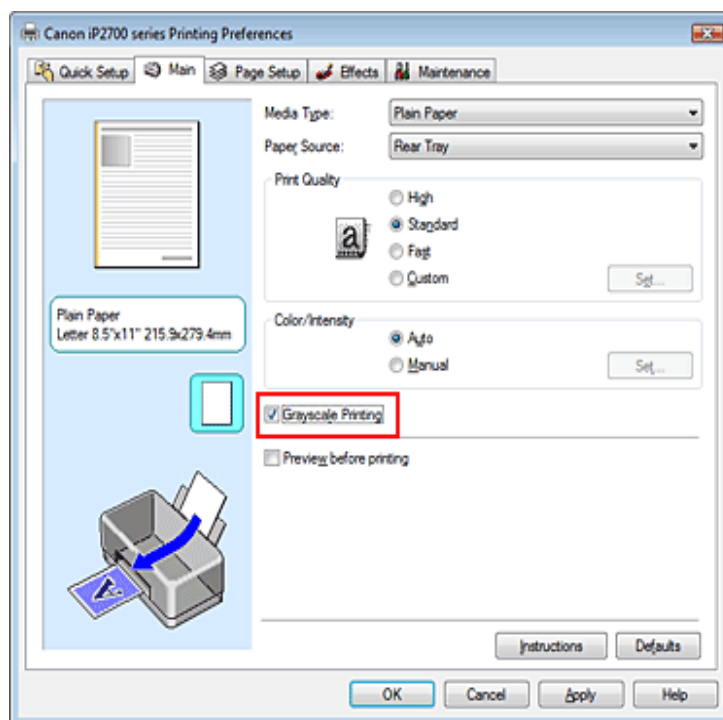 Canon iP2700 series Printing Preferences
Quick Setup Main Page Setup Effects Maintenance
Media Type: Plain Paper
Paper Source: Rear Tray
Print Quality
High
a
Standard
Fast
Custom Set...
Plain Paper
Letter 8.5"x11" 215.9x279.4mm
Color/Intensity
Auto
Manual Set...
Grayscale Printing
Preview before printing
A
Instructions Defaults
OK Cancel Apply Help